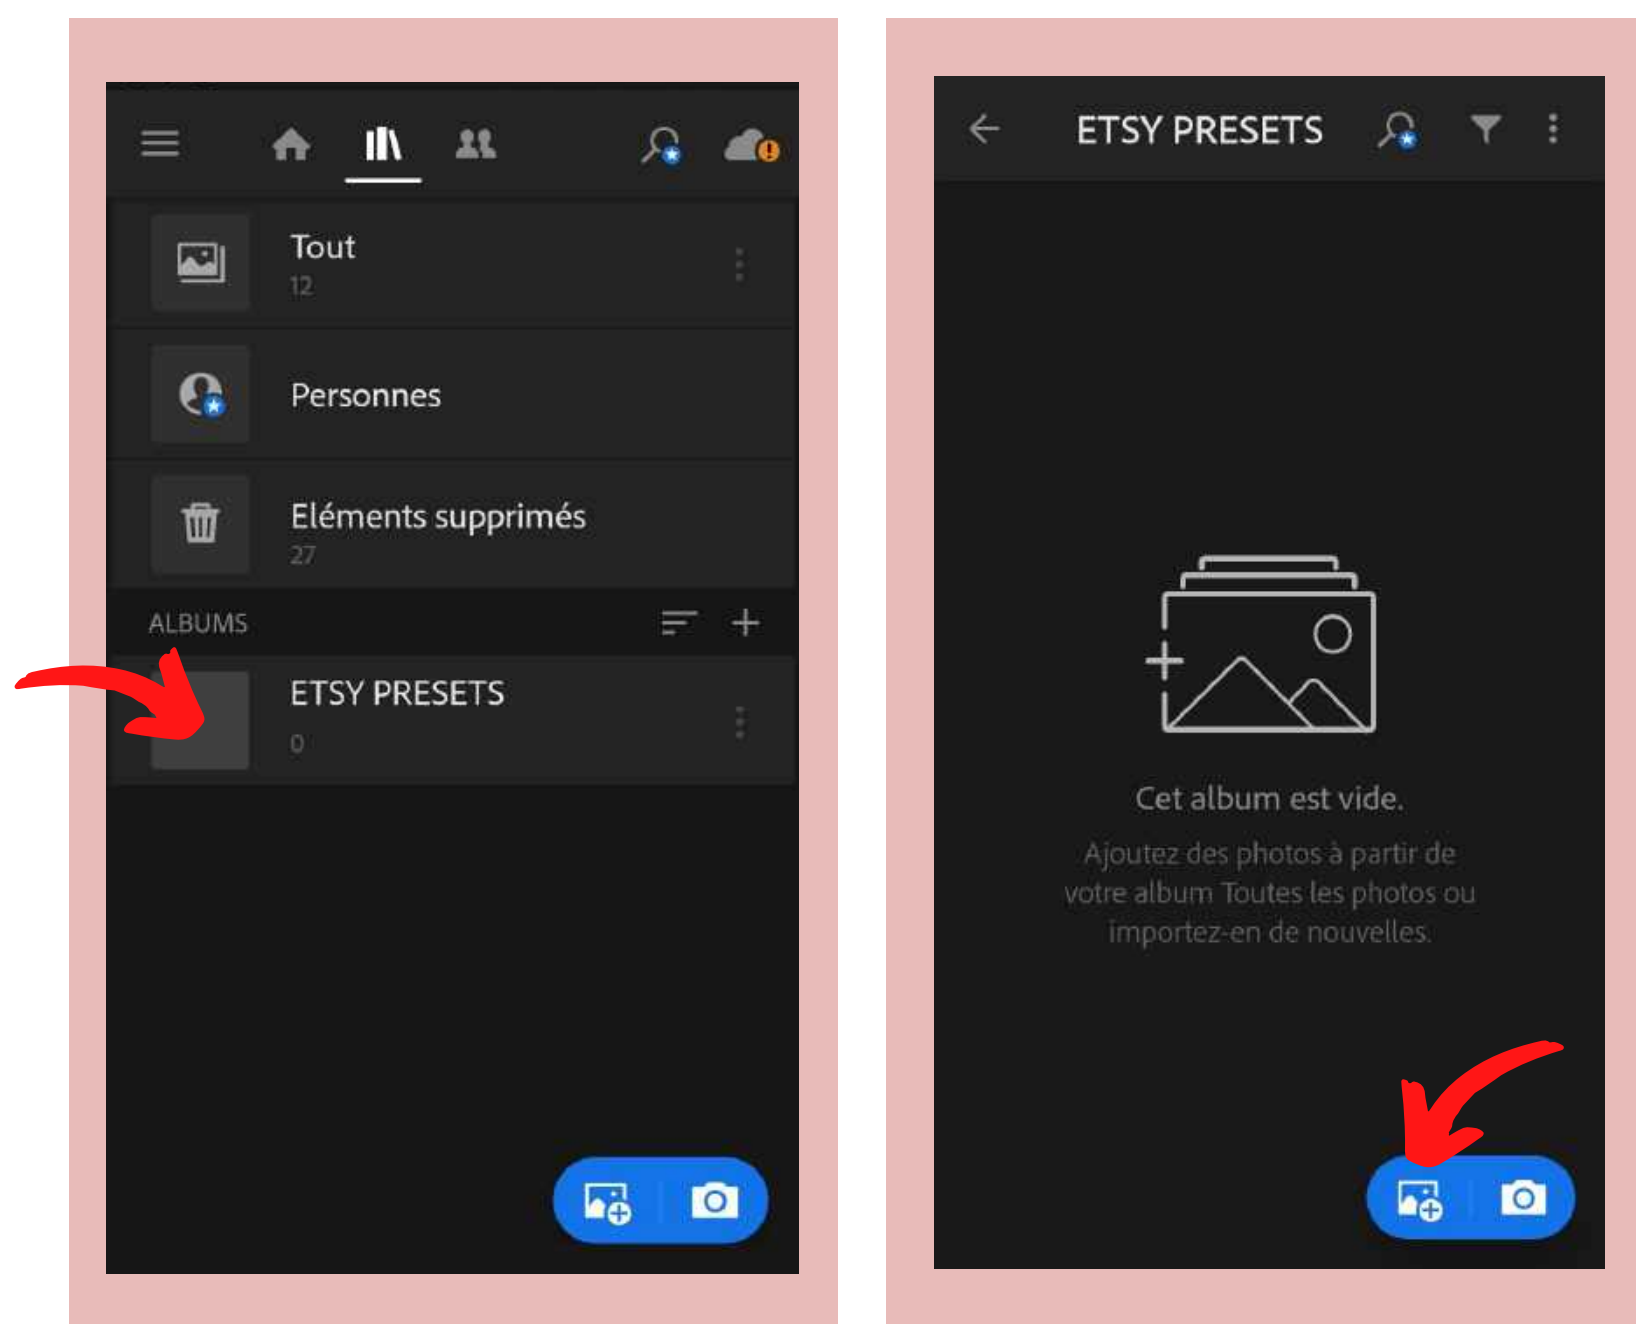 Tout
12
Personnes
Eléments supprimés
27
ALBUMS
ETSY PRESETS
0
ETSY PRESETS
Cet album est vide.
Ajoutez des photos à partir de
votre album Toutes les photos ou
importez-en de nouvelles.